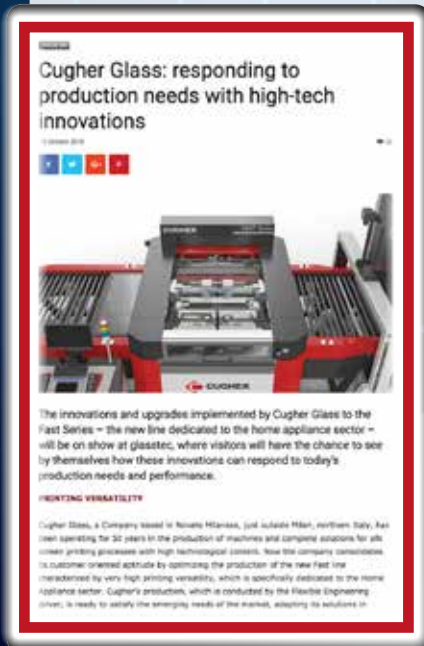 Cugher Glass: responding to
production needs with high-tech
innovations
CUGHER
CUGHER
The innovations and upgrades implemented by Cugher Glass to the
Fast Series – the new line dedicated to the home appliance sector –
will be on show at glasstec, where visitors will have the chance to see
by themselves how these innovations can respond to today's
production needs and performance.
PRINTING VERSATILITY
Cugher Glass, a Company based in Novate Milanese, just outside Milan, northern Italy, has
been operating for 50 years in the production of machines and complete solutions for silk
screen printing processes with high technological content. Now the company consolidates
its customer oriented aptitude by optimizing the production of the new Fast line
characterized by very high printing versatility, which is specifically dedicated to the Home
Appliance sector. Cugher's production, which is conducted by the Flexible Engineering
driver, is ready to satisfy the emerging needs of the market, adapting its solutions in